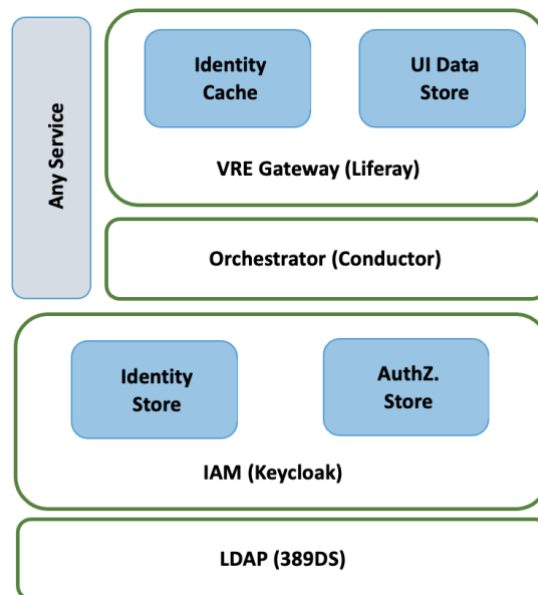 Any Service
Identity
Cache
UI Data
Store
VRE Gateway (Liferay)
Orchestrator (Conductor)
Identity
Store
AuthZ.
Store
IAM (Keycloak)
LDAP (389DS)